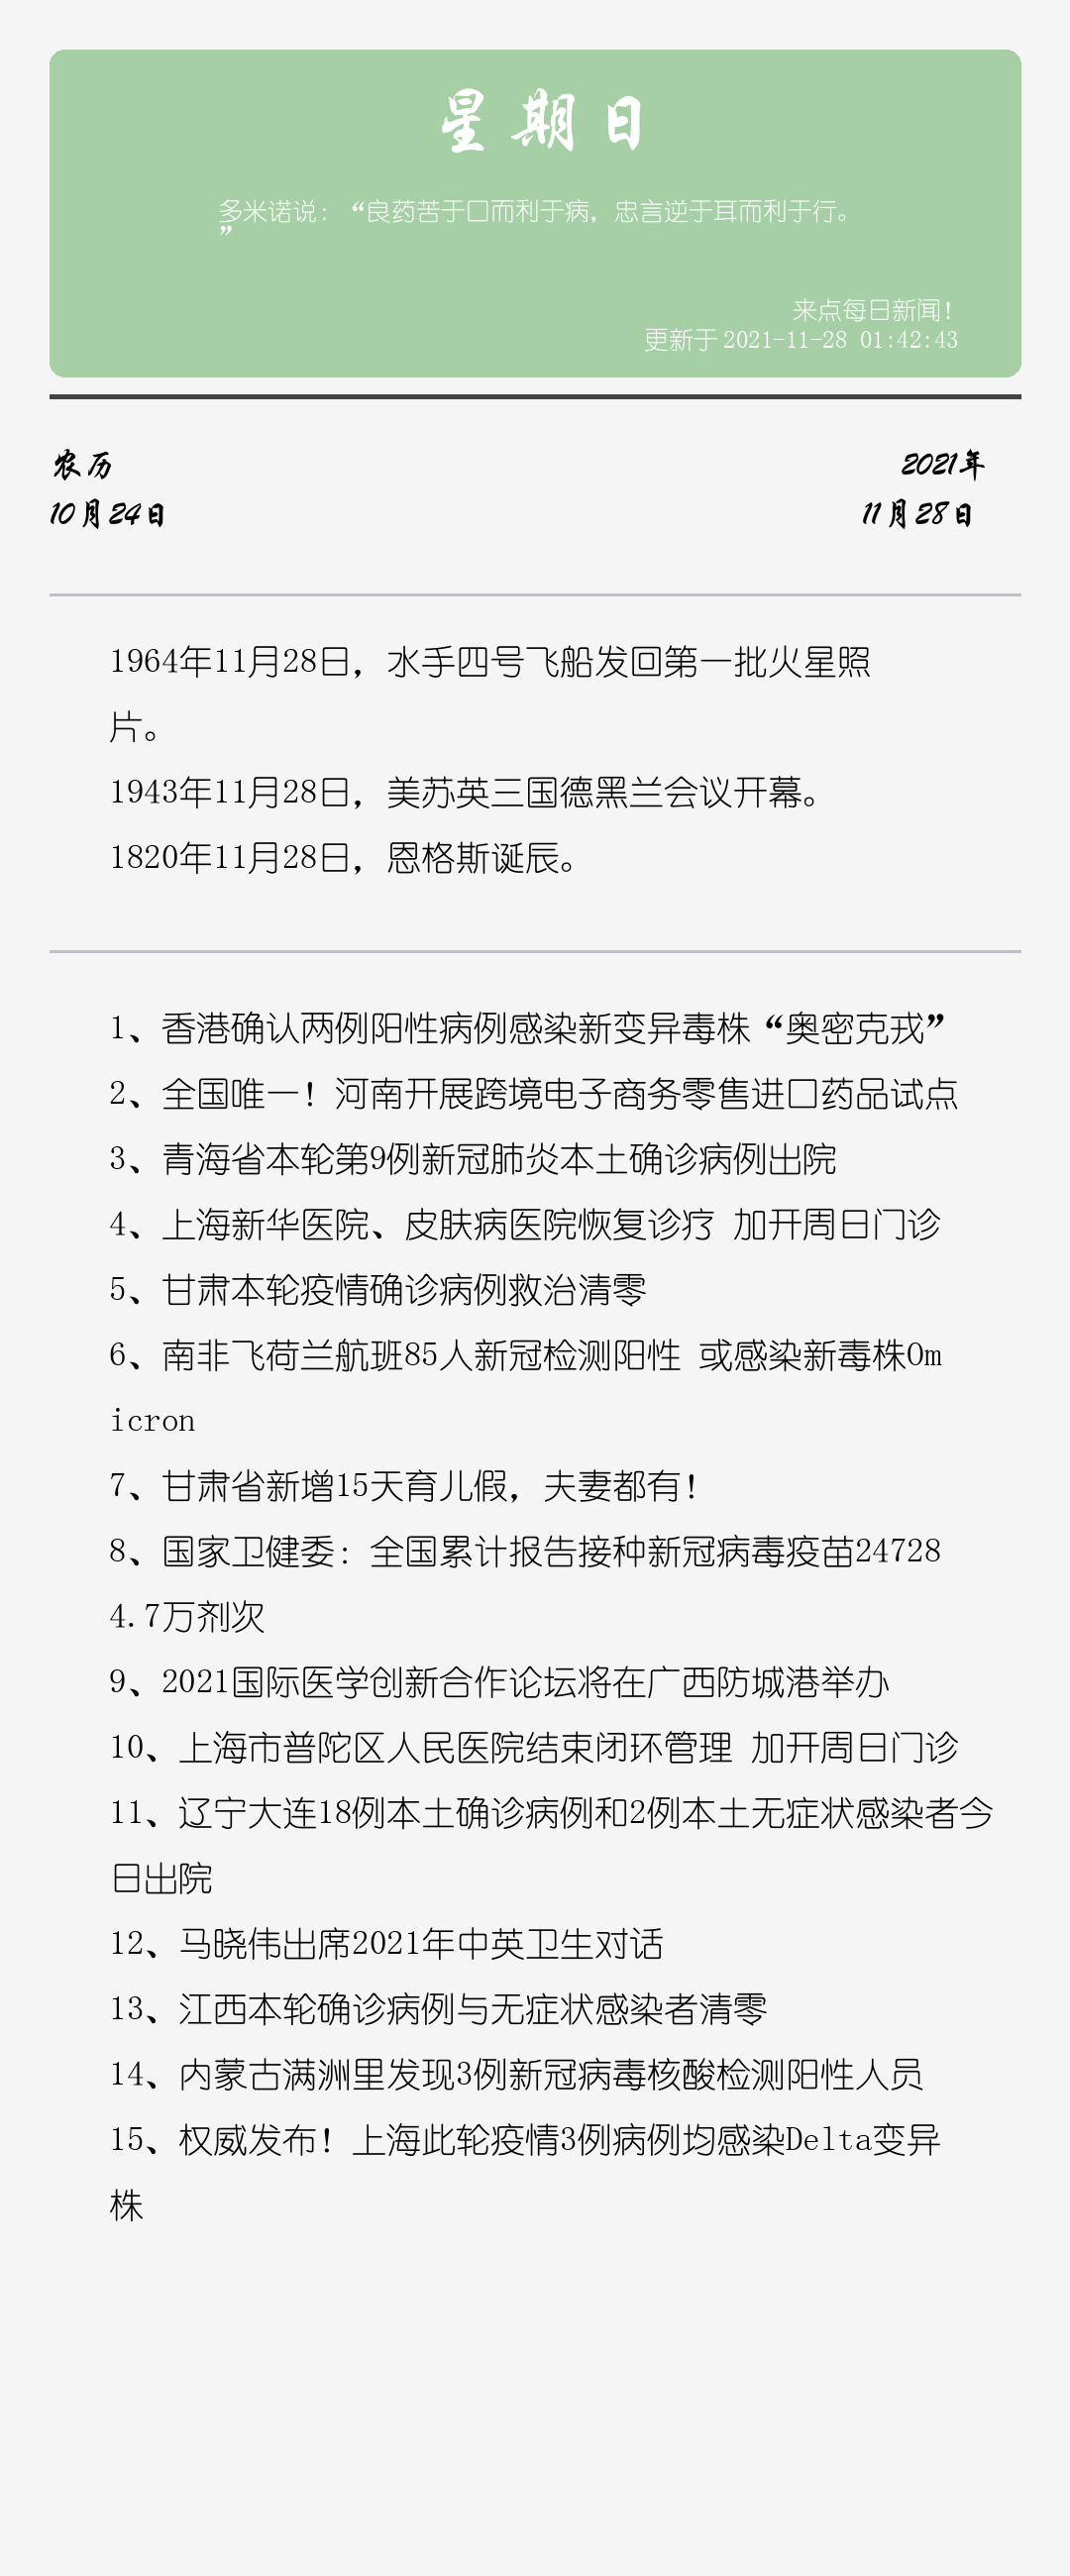 星期日
多米诺说：“良药苦于口而利于病，忠言逆于耳而利于行。
”
来点每日新闻！
更新于 2021-11-28 01:42:43
农历
2021年
10月24日
11月28日
1964年11月28日，水手四号飞船发回第一批火星照
片。
1943年11月28日，美苏英三国德黑兰会议开幕。
1820年11月28日，恩格斯诞辰。
1、香港确认两例阳性病例感染新变异毒株“奥密克戎”
2、全国唯一！河南开展跨境电子商务零售进口药品试点
3、青海省本轮第9例新冠肺炎本土确诊病例出院
4、上海新华医院、皮肤病医院恢复诊疗 加开周日门诊
5、甘肃本轮疫情确诊病例救治清零
6、南非飞荷兰航班85人新冠检测阳性 或感染新毒株Om
icron
7、甘肃省新增15天育儿假，夫妻都有！
8、国家卫健委：全国累计报告接种新冠病毒疫苗24728
4.7万剂次
9、2021国际医学创新合作论坛将在广西防城港举办
10、上海市普陀区人民医院结束闭环管理 加开周日门诊
11、辽宁大连18例本土确诊病例和2例本土无症状感染者今
日出院
12、马晓伟出席2021年中英卫生对话
13、江西本轮确诊病例与无症状感染者清零
14、内蒙古满洲里发现3例新冠病毒核酸检测阳性人员
15、权威发布！上海此轮疫情3例病例均感染Delta变异
株